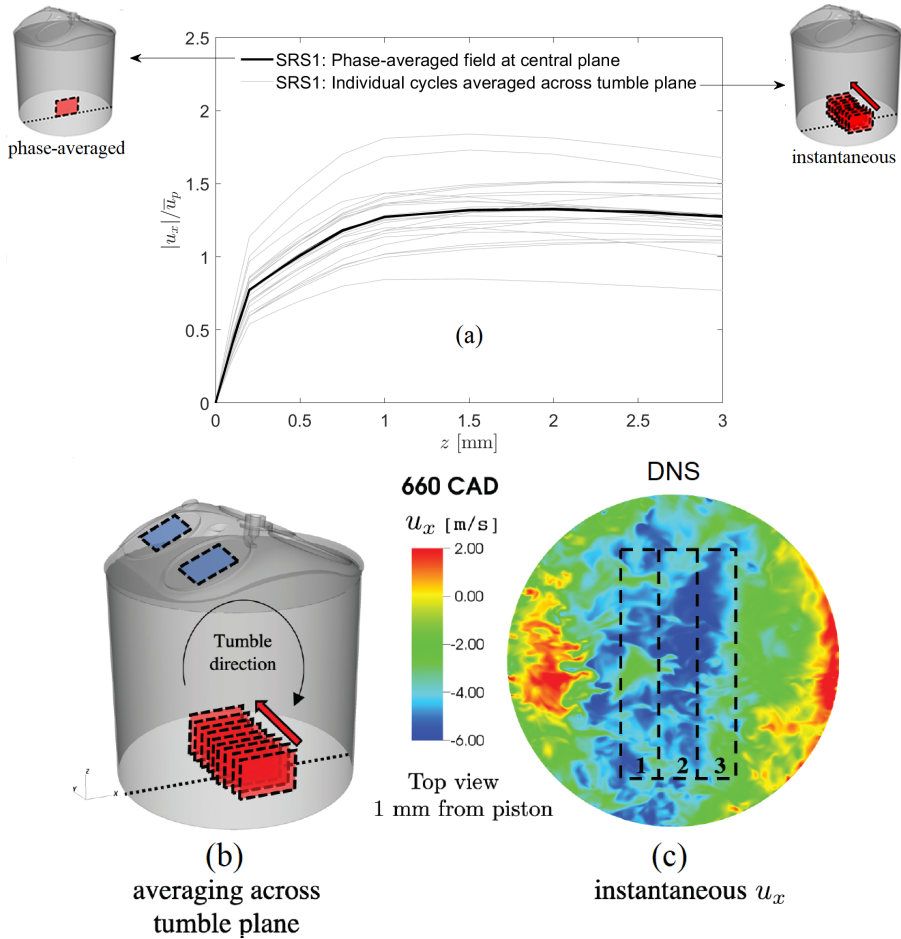 2.5
SRS1: Phase-averaged field at central plane
SRS1: Individual cycles averaged across tumble plane
2
phase-averaged
instantaneous
1.5
|u_x|/u̅_p
1
0.5
(a)
0
0 0.5 1 1.5 2 2.5 3
z [mm]
DNS
660 CAD
u_x [m/s]
2.00
-0.00
-2.00
-4.00
-6.00
Tumble
direction
z
Y
X
1 2 3
Top view
1 mm from piston
(b)
averaging across
tumble plane
(c)
instantaneous u_x